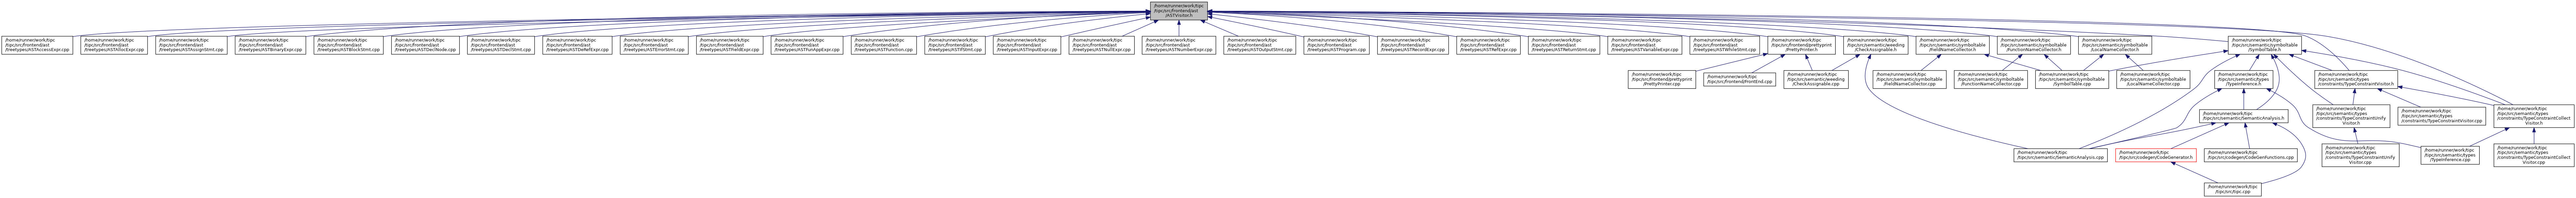 /home/runner/work/tipc
/tipc/src/frontend/ast
/ASTVisitor.h
/home/runner/work/tipc
/tipc/src/frontend/ast
/treetypes/ASTAccessExpr.cpp
/home/runner/work/tipc
/tipc/src/frontend/ast
/treetypes/ASTAllocExpr.cpp
/home/runner/work/tipc
/tipc/src/frontend/ast
/treetypes/ASTAssignStmt.cpp
/home/runner/work/tipc
/tipc/src/frontend/ast
/treetypes/ASTBinaryExpr.cpp
/home/runner/work/tipc
/tipc/src/frontend/ast
/treetypes/ASTBlockStmt.cpp
/home/runner/work/tipc
/tipc/src/frontend/ast
/treetypes/ASTDeclNode.cpp
/home/runner/work/tipc
/tipc/src/frontend/ast
/treetypes/ASTDeclStmt.cpp
/home/runner/work/tipc
/tipc/src/frontend/ast
/treetypes/ASTDeRefExpr.cpp
/home/runner/work/tipc
/tipc/src/frontend/ast
/treetypes/ASTErrorStmt.cpp
/home/runner/work/tipc
/tipc/src/frontend/ast
/treetypes/ASTFieldExpr.cpp
/home/runner/work/tipc
/tipc/src/frontend/ast
/treetypes/ASTFunAppExpr.cpp
/home/runner/work/tipc
/tipc/src/frontend/ast
/treetypes/ASTFunction.cpp
/home/runner/work/tipc
/tipc/src/frontend/ast
/treetypes/ASTIfStmt.cpp
/home/runner/work/tipc
/tipc/src/frontend/ast
/treetypes/ASTInputExpr.cpp
/home/runner/work/tipc
/tipc/src/frontend/ast
/treetypes/ASTNullExpr.cpp
/home/runner/work/tipc
/tipc/src/frontend/ast
/treetypes/ASTNumberExpr.cpp
/home/runner/work/tipc
/tipc/src/frontend/ast
/treetypes/ASTOutputStmt.cpp
/home/runner/work/tipc
/tipc/src/frontend/ast
/treetypes/ASTProgram.cpp
/home/runner/work/tipc
/tipc/src/frontend/ast
/treetypes/ASTRecordExpr.cpp
/home/runner/work/tipc
/tipc/src/frontend/ast
/treetypes/ASTRefExpr.cpp
/home/runner/work/tipc
/tipc/src/frontend/ast
/treetypes/ASTReturnStmt.cpp
/home/runner/work/tipc
/tipc/src/frontend/ast
/treetypes/ASTVariableExpr.cpp
/home/runner/work/tipc
/tipc/src/frontend/ast
/treetypes/ASTWhileStmt.cpp
/home/runner/work/tipc
/tipc/src/frontend/prettyprint
/PrettyPrinter.h
/home/runner/work/tipc
/tipc/src/semantic/weeding
/CheckAssignable.h
/home/runner/work/tipc
/tipc/src/semantic/symboltable
/FieldNameCollector.h
/home/runner/work/tipc
/tipc/src/semantic/symboltable
/FunctionNameCollector.h
/home/runner/work/tipc
/tipc/src/semantic/symboltable
/LocalNameCollector.h
/home/runner/work/tipc
/tipc/src/semantic/symboltable
/SymbolTable.h
/home/runner/work/tipc
/tipc/src/frontend/prettyprint
/PrettyPrinter.cpp
/home/runner/work/tipc
/tipc/src/frontend/FrontEnd.cpp
/home/runner/work/tipc
/tipc/src/semantic/weeding
/CheckAssignable.cpp
/home/runner/work/tipc
/tipc/src/semantic/symboltable
/FieldNameCollector.cpp
/home/runner/work/tipc
/tipc/src/semantic/symboltable
/FunctionNameCollector.cpp
/home/runner/work/tipc
/tipc/src/semantic/symboltable
/SymbolTable.cpp
/home/runner/work/tipc
/tipc/src/semantic/symboltable
/LocalNameCollector.cpp
/home/runner/work/tipc
/tipc/src/semantic/types
/TypeInference.h
/home/runner/work/tipc
/tipc/src/semantic/types
/constraints/TypeConstraintVisitor.h
/home/runner/work/tipc
/tipc/src/semantic/SemanticAnalysis.h
/home/runner/work/tipc
/tipc/src/semantic/types
/constraints/TypeConstraintUnify
Visitor.h
/home/runner/work/tipc
/tipc/src/semantic/types
/constraints/TypeConstraintVisitor.cpp
/home/runner/work/tipc
/tipc/src/semantic/types
/constraints/TypeConstraintCollect
Visitor.h
/home/runner/work/tipc
/tipc/src/semantic/SemanticAnalysis.cpp
/home/runner/work/tipc
/tipc/src/codegen/CodeGenerator.h
/home/runner/work/tipc
/tipc/src/codegen/CodeGenFunctions.cpp
/home/runner/work/tipc
/tipc/src/semantic/types
/constraints/TypeConstraintUnify
Visitor.cpp
/home/runner/work/tipc
/tipc/src/semantic/types
/TypeInference.cpp
/home/runner/work/tipc
/tipc/src/semantic/types
/constraints/TypeConstraintCollect
Visitor.cpp
/home/runner/work/tipc
/tipc/src/tipc.cpp